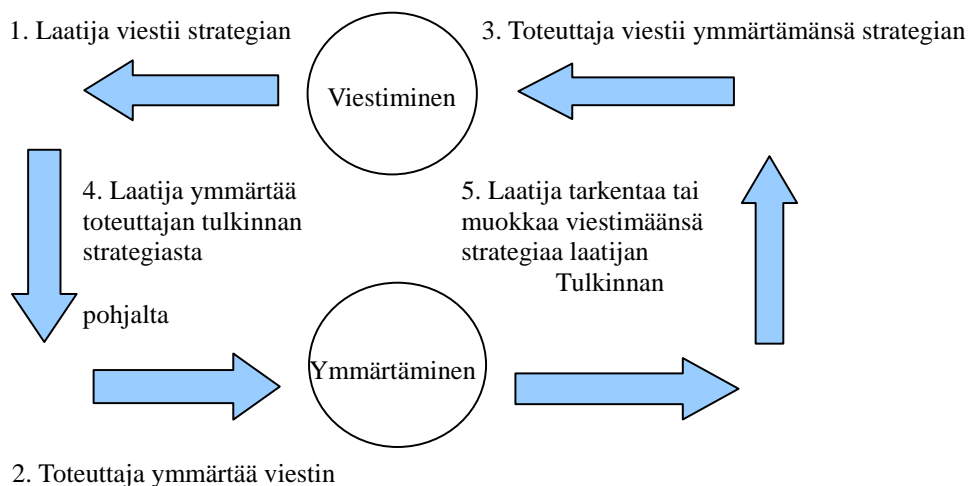 1. Laatija viestii strategian
3. Toteuttaja viestii ymmärtämänsä strategian
Viestiminen
4. Laatija ymmärtää
toteuttajan tulkinnan
strategiasta
pohjalta
5. Laatija tarkentaa tai
muokkaa viestimäänsä
strategiaa laatijan
Tulkinnan
Ymmärtäminen
2. Toteuttaja ymmärtää viestin